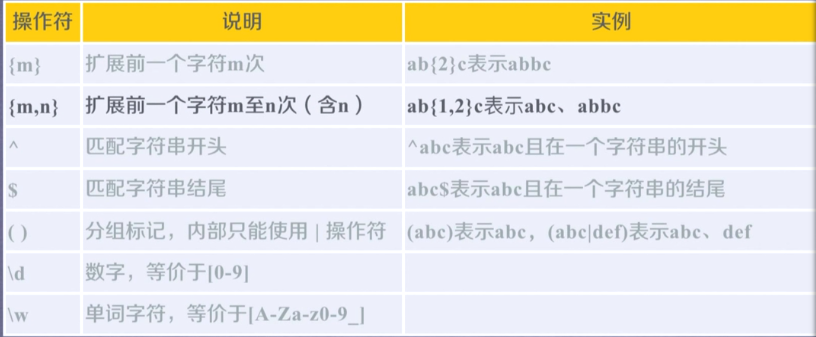 操作符 说明 实例
{m} 扩展前一个字符m次 ab{2}c表示abbc
{m,n} 扩展前一个字符m至n次（含n） ab{1,2}c表示abc、abbc
^ 匹配字符串开头 ^abc表示abc且在一个字符串的开头
$ 匹配字符串结尾 abc$表示abc且在一个字符串的结尾
( ) 分组标记，内部只能使用 | 操作符 (abc)表示abc，(abc|def)表示abc、def
\d 数字，等价于[0-9]
\w 单词字符，等价于[A-Za-z0-9_]